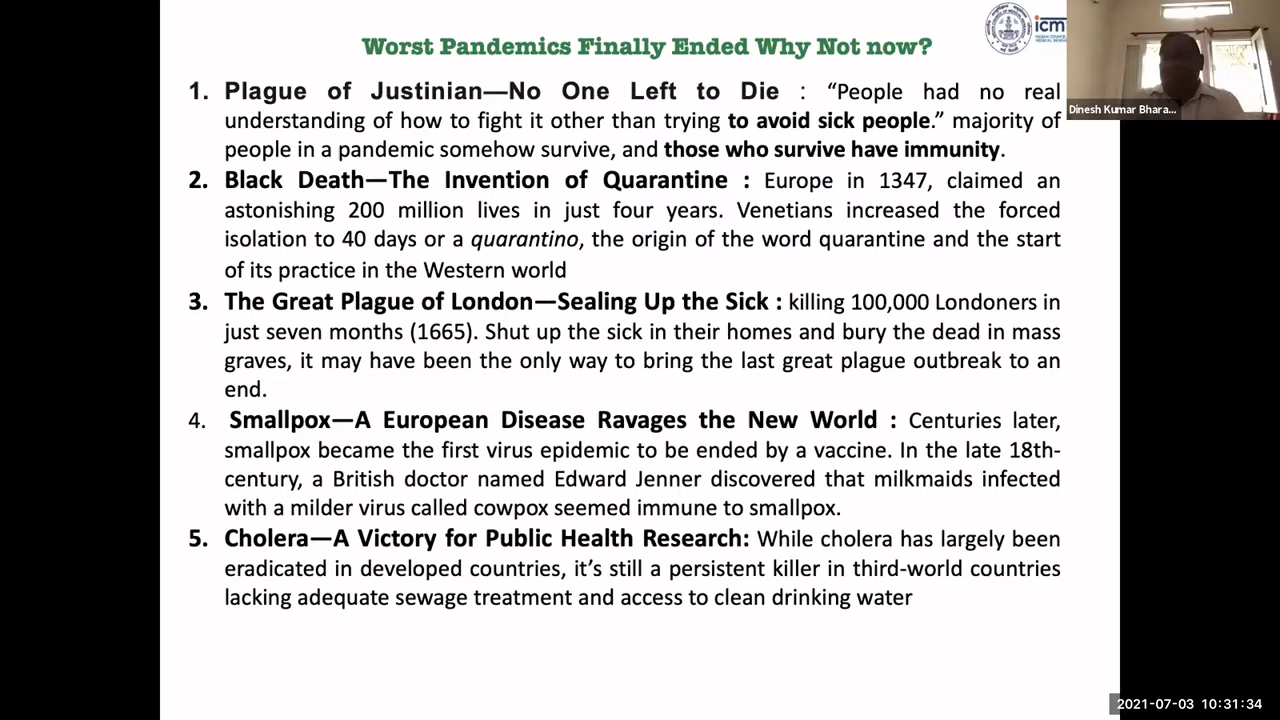 Worst Pandemics Finally Ended Why Not now?
icm
Dinesh Kumar Bhara...
1. Plague of Justinian—No One Left to Die : “People had no real
understanding of how to fight it other than trying to avoid sick people.” majority of
people in a pandemic somehow survive, and those who survive have immunity.
2. Black Death—The Invention of Quarantine : Europe in 1347, claimed an
astonishing 200 million lives in just four years. Venetians increased the forced
isolation to 40 days or a quarantino, the origin of the word quarantine and the start
of its practice in the Western world
3. The Great Plague of London—Sealing Up the Sick : killing 100,000 Londoners in
just seven months (1665). Shut up the sick in their homes and bury the dead in mass
graves, it may have been the only way to bring the last great plague outbreak to an
end.
4. Smallpox—A European Disease Ravages the New World : Centuries later,
smallpox became the first virus epidemic to be ended by a vaccine. In the late 18th-
century, a British doctor named Edward Jenner discovered that milkmaids infected
with a milder virus called cowpox seemed immune to smallpox.
5. Cholera—A Victory for Public Health Research: While cholera has largely been
eradicated in developed countries, it’s still a persistent killer in third-world countries
lacking adequate sewage treatment and access to clean drinking water
2021-07-03 10:31:34